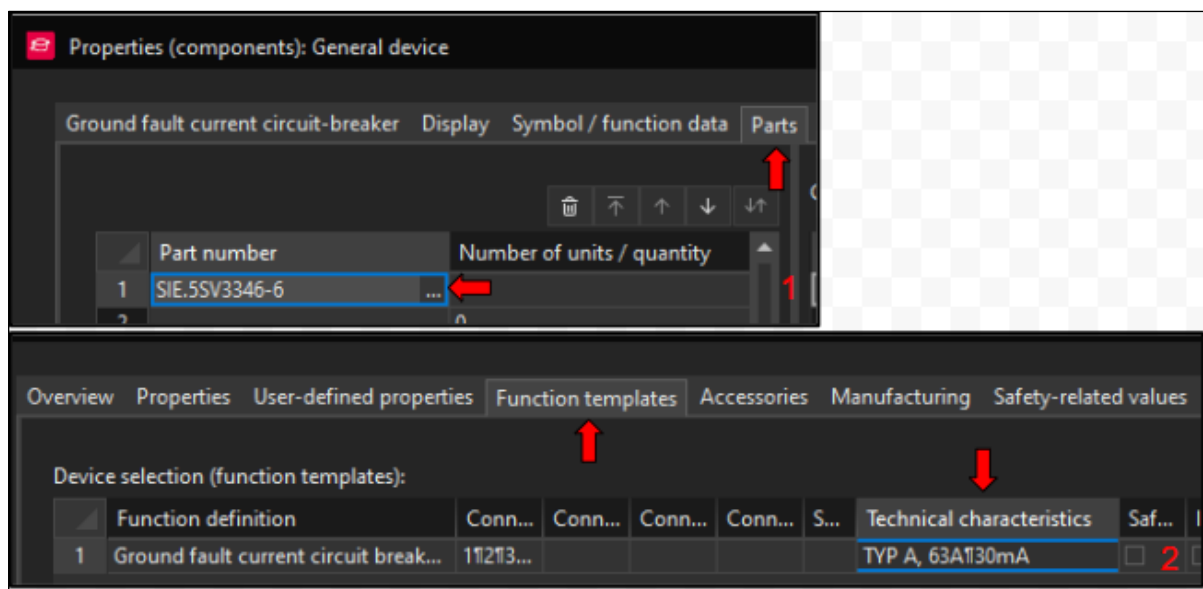 Properties (components): General device
Ground fault current circuit-breaker Display Symbol / function data Parts
Part number Number of units / quantity
1 SIE.5SV3346-6 ... 1
2 0
Overview Properties User-defined properties Function templates Accessories Manufacturing Safety-related values
Device selection (function templates):
Function definition Conn... Conn... Conn... Conn... S... Technical characteristics Saf...
1 Ground fault current circuit break... 1¶2¶3... TYP A, 63A¶30mA 2